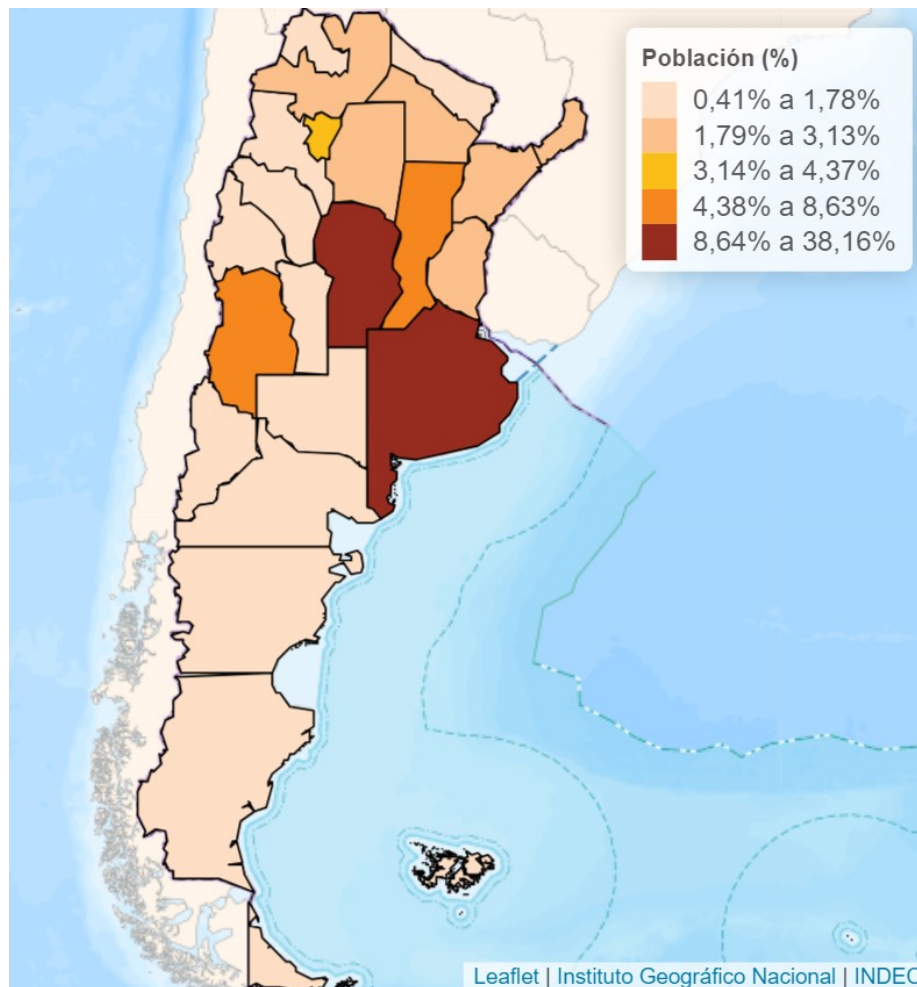 Población (%)
0,41% a 1,78%
1,79% a 3,13%
3,14% a 4,37%
4,38% a 8,63%
8,64% a 38,16%
Leaflet | Instituto Geográfico Nacional | INDEC